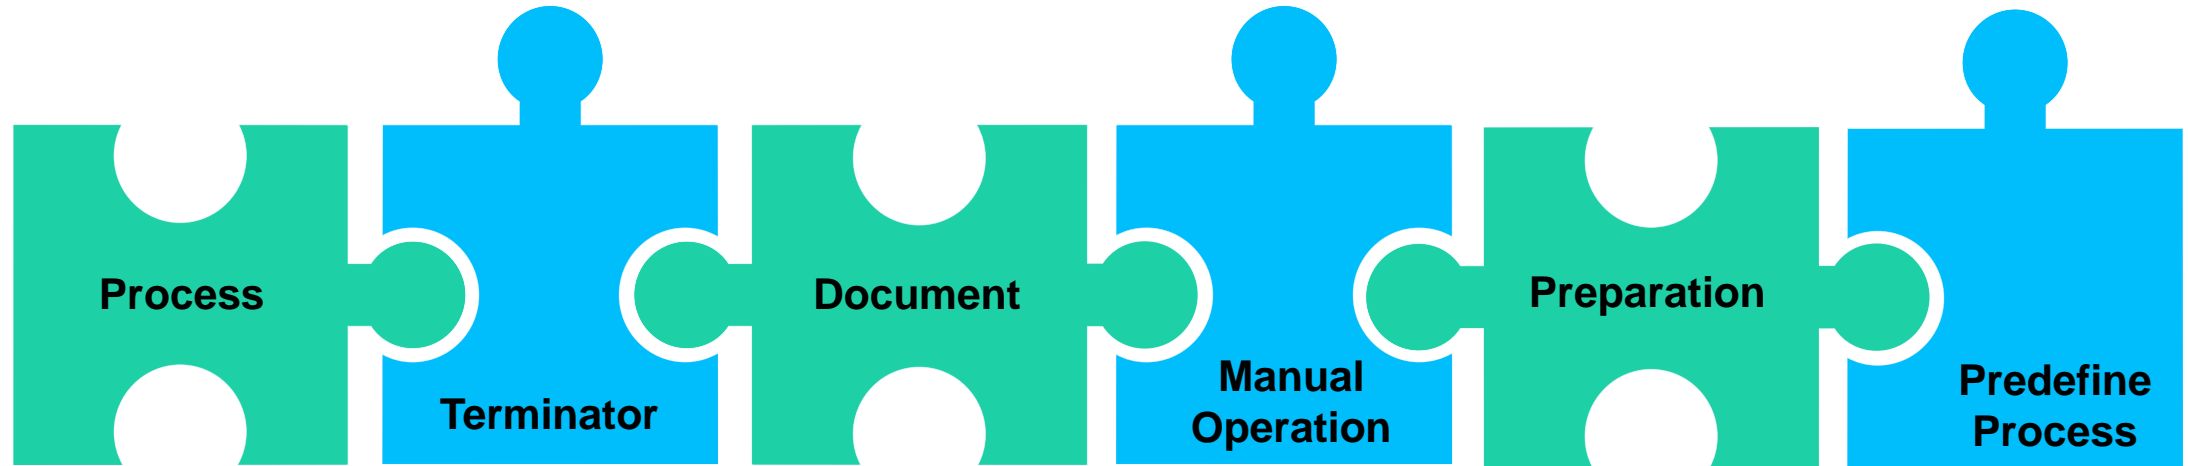 Process
Terminator
Document
Manual
Operation
Preparation
Predefine
Process